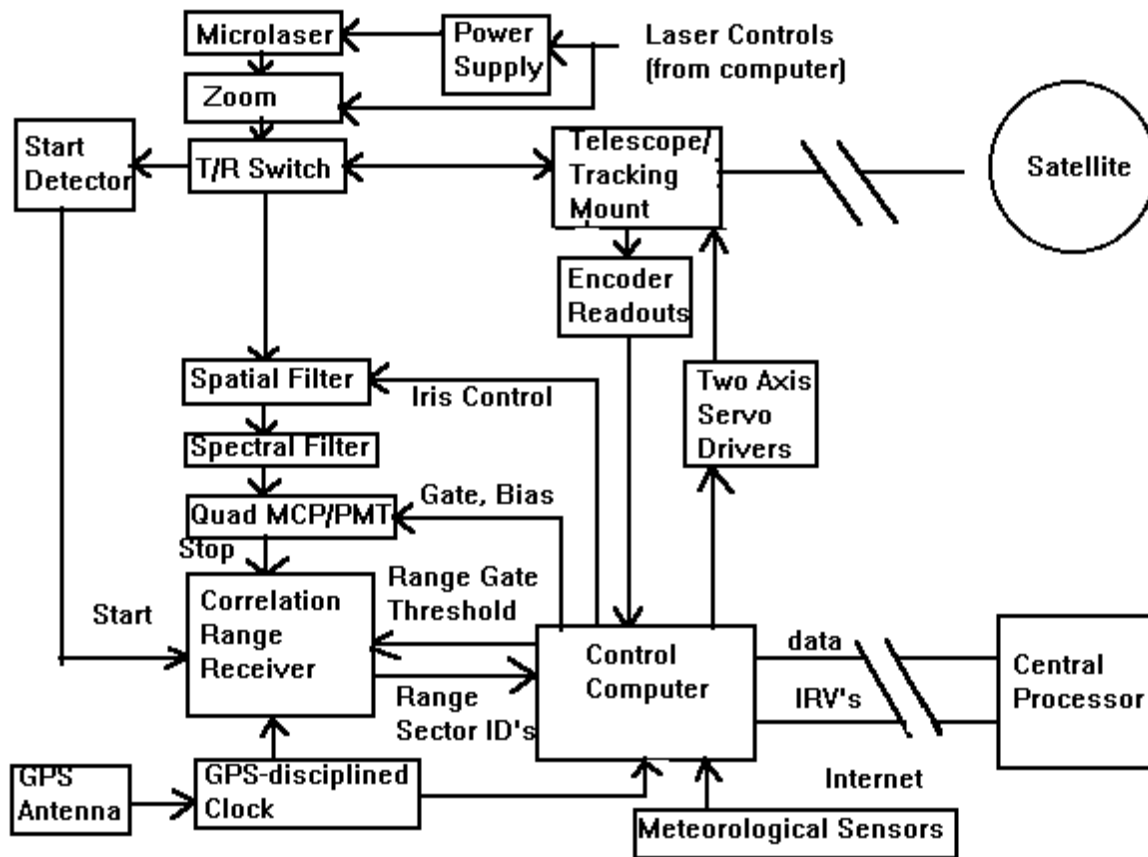 Microlaser
Power
Supply
Laser Controls
(from computer)
Zoom
Start
Detector
T/R Switch
Telescope/
Tracking
Mount
Satellite
Encoder
Readouts
Spatial Filter
Iris Control
Two Axis
Servo
Drivers
Spectral Filter
Quad MCP/PMT
Gate, Bias
Stop
Start
Correlation
Range
Receiver
Range Gate
Threshold
Range
Sector ID's
Control
Computer
data
IRV's
Internet
Central
Processor
GPS
Antenna
GPS-disciplined
Clock
Meteorological Sensors